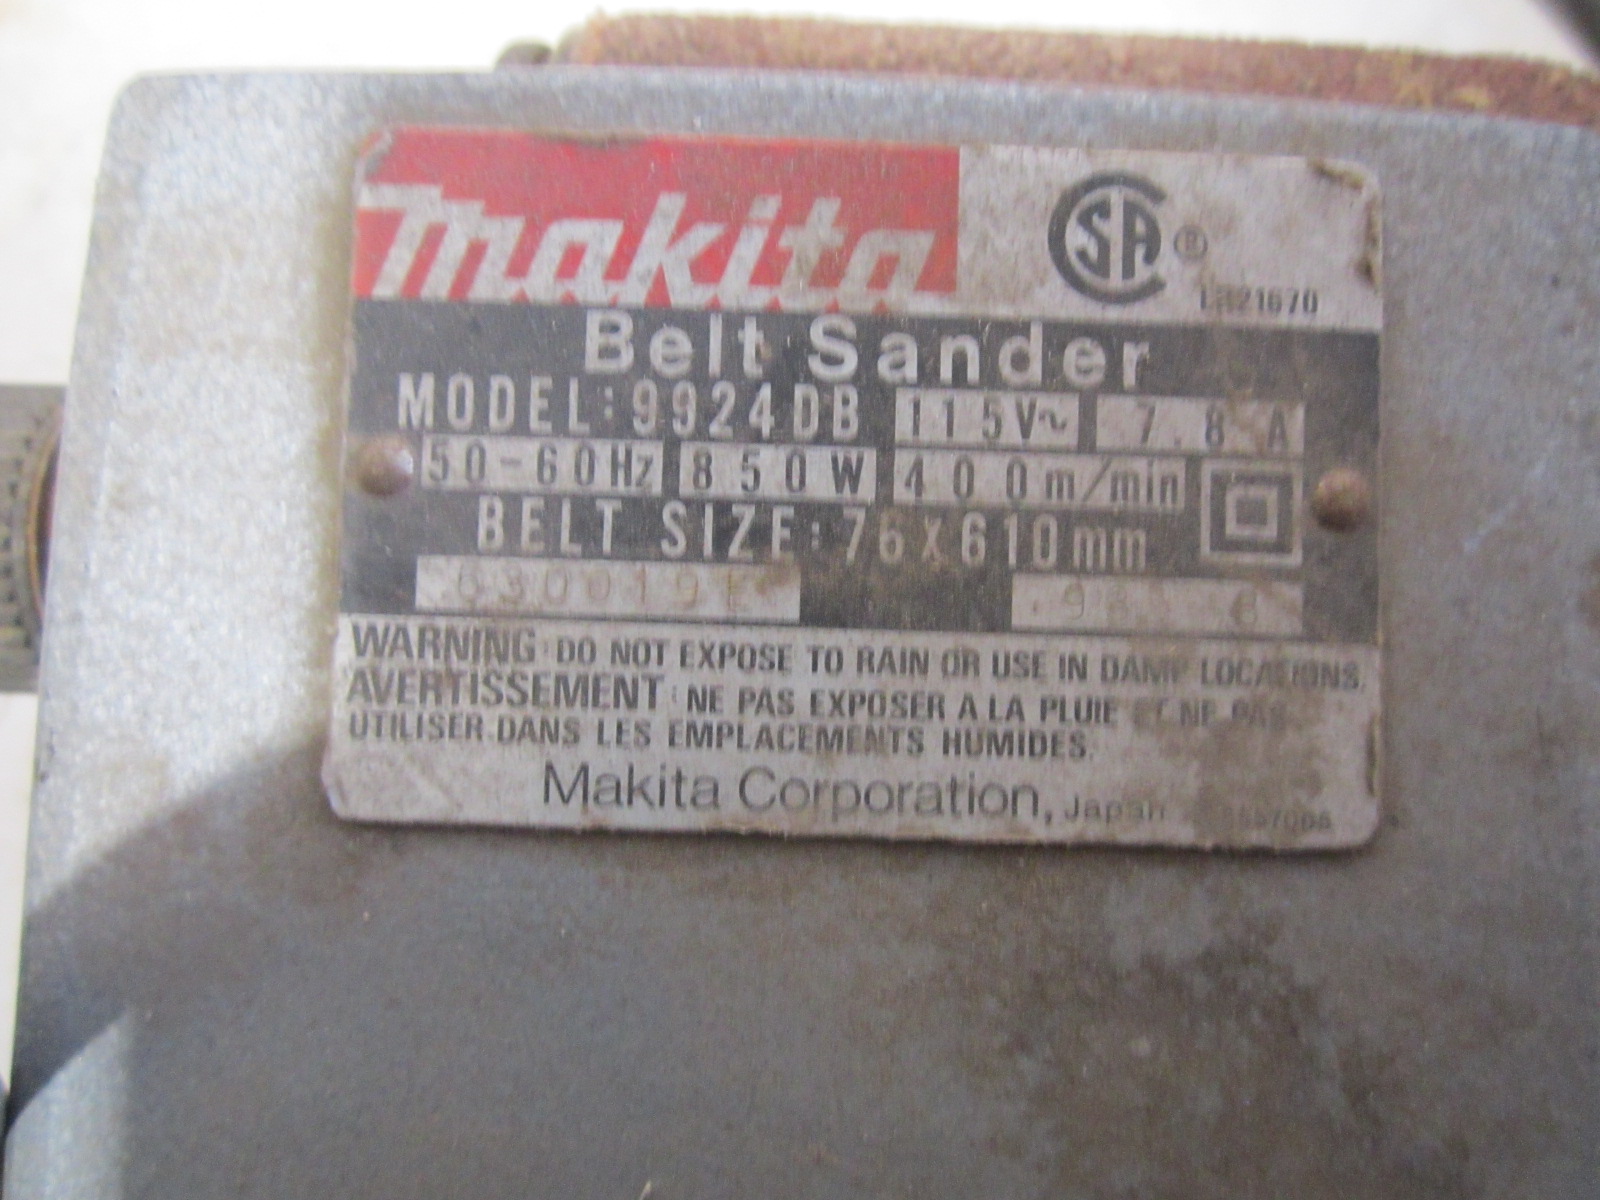 makita
CSA ®
Belt Sander
MODEL: 9924DB 115V~ 7.8 A
50-60Hz 850W 400m/min
BELT SIZE: 76X610mm
WARNING: DO NOT EXPOSE TO RAIN OR USE IN DAMP LOCATIONS.
AVERTISSEMENT: NE PAS EXPOSER A LA PLUIE ET NE PAS
UTILISER DANS LES EMPLACEMENTS HUMIDES.
Makita Corporation, Japan